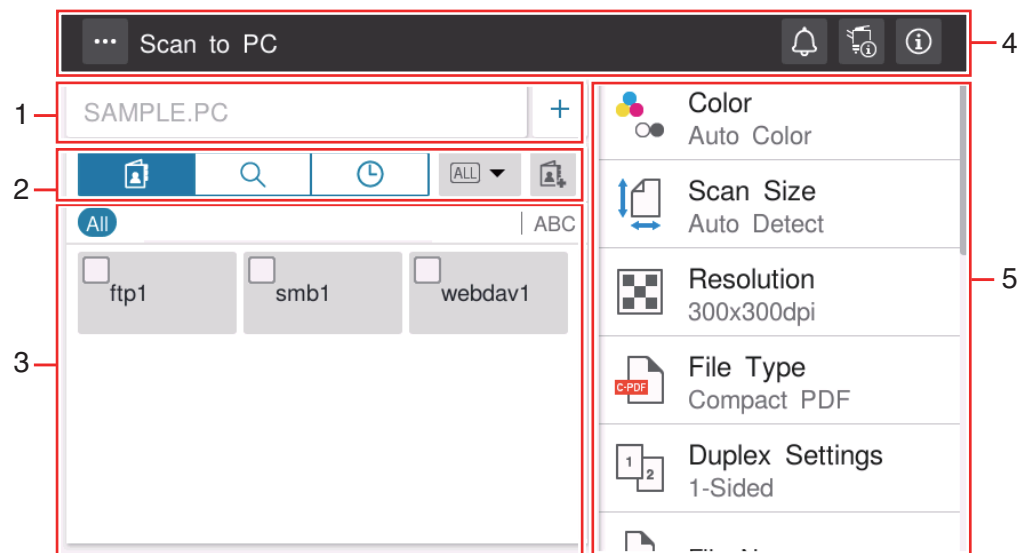 Scan to PC
4
1
SAMPLE.PC
+
2
ALL
All
ABC
3
ftp1
smb1
webdav1
Color
Auto Color
Scan Size
Auto Detect
Resolution
300x300dpi
5
File Type
C-PDF
Compact PDF
Duplex Settings
1 2
1-Sided